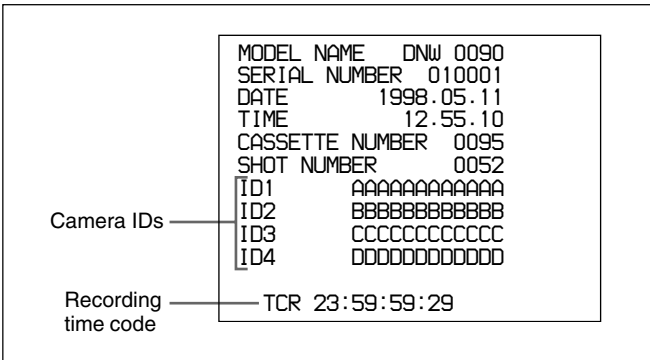 MODEL NAME DNW 0090
SERIAL NUMBER 010001
DATE 1998.05.11
TIME 12.55.10
CASSETTE NUMBER 0095
SHOT NUMBER 0052
ID1 AAAAAAAAAAAA
ID2 BBBBBBBBBBBB
ID3 CCCCCCCCCCCC
ID4 DDDDDDDDDDDD
Camera IDs
TCR 23:59:59:29
Recording
time code